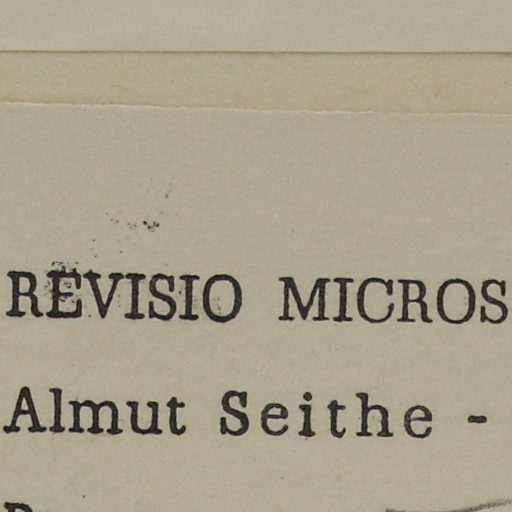 REVISIO MICROS
Almut Seithe -